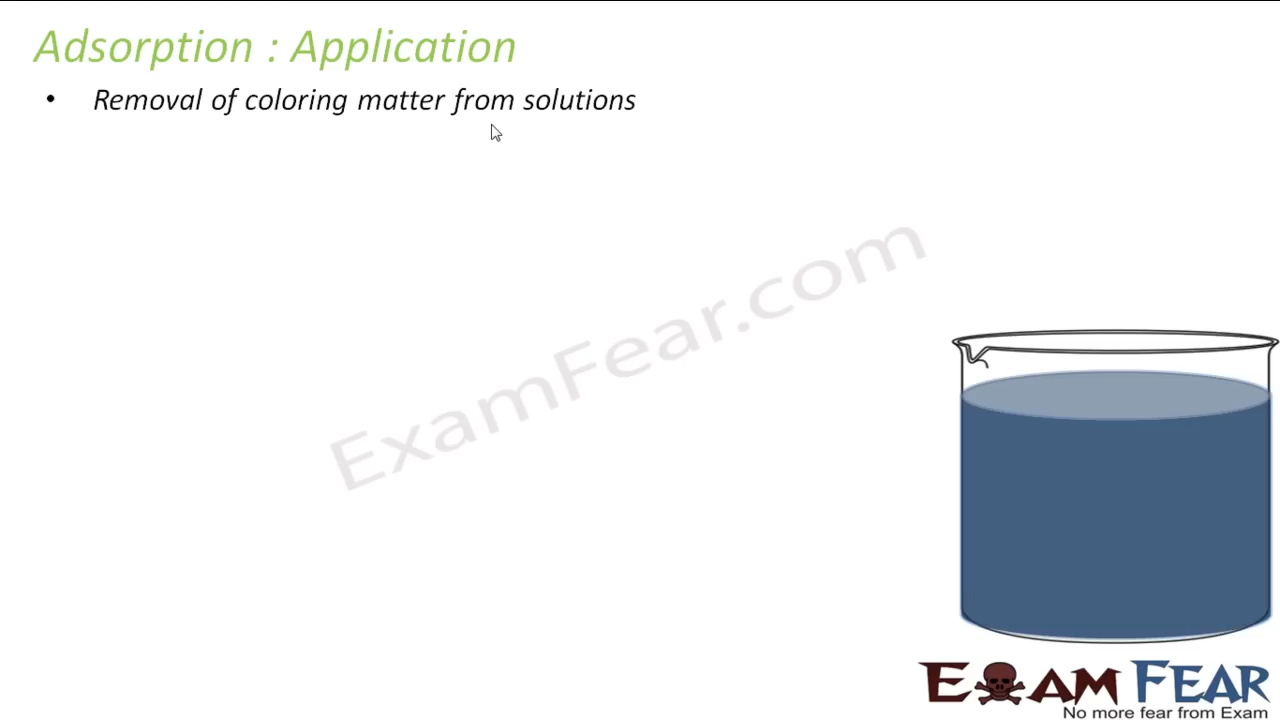 Adsorption : Application
• Removal of coloring matter from solutions
ExamFear.com
EXAM FEAR
No more fear from Exam